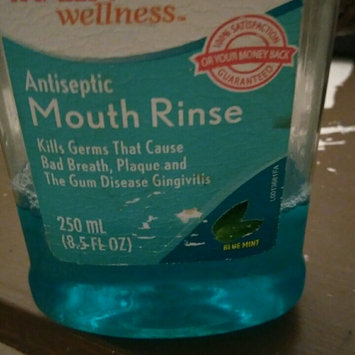 wellness™
100% SATISFACTION
OR YOUR MONEY BACK
GUARANTEED
Antiseptic
Mouth Rinse
Kills Germs That Cause
Bad Breath, Plaque and
The Gum Disease Gingivitis
250 mL
(8.5 FL OZ)
BLUE MINT